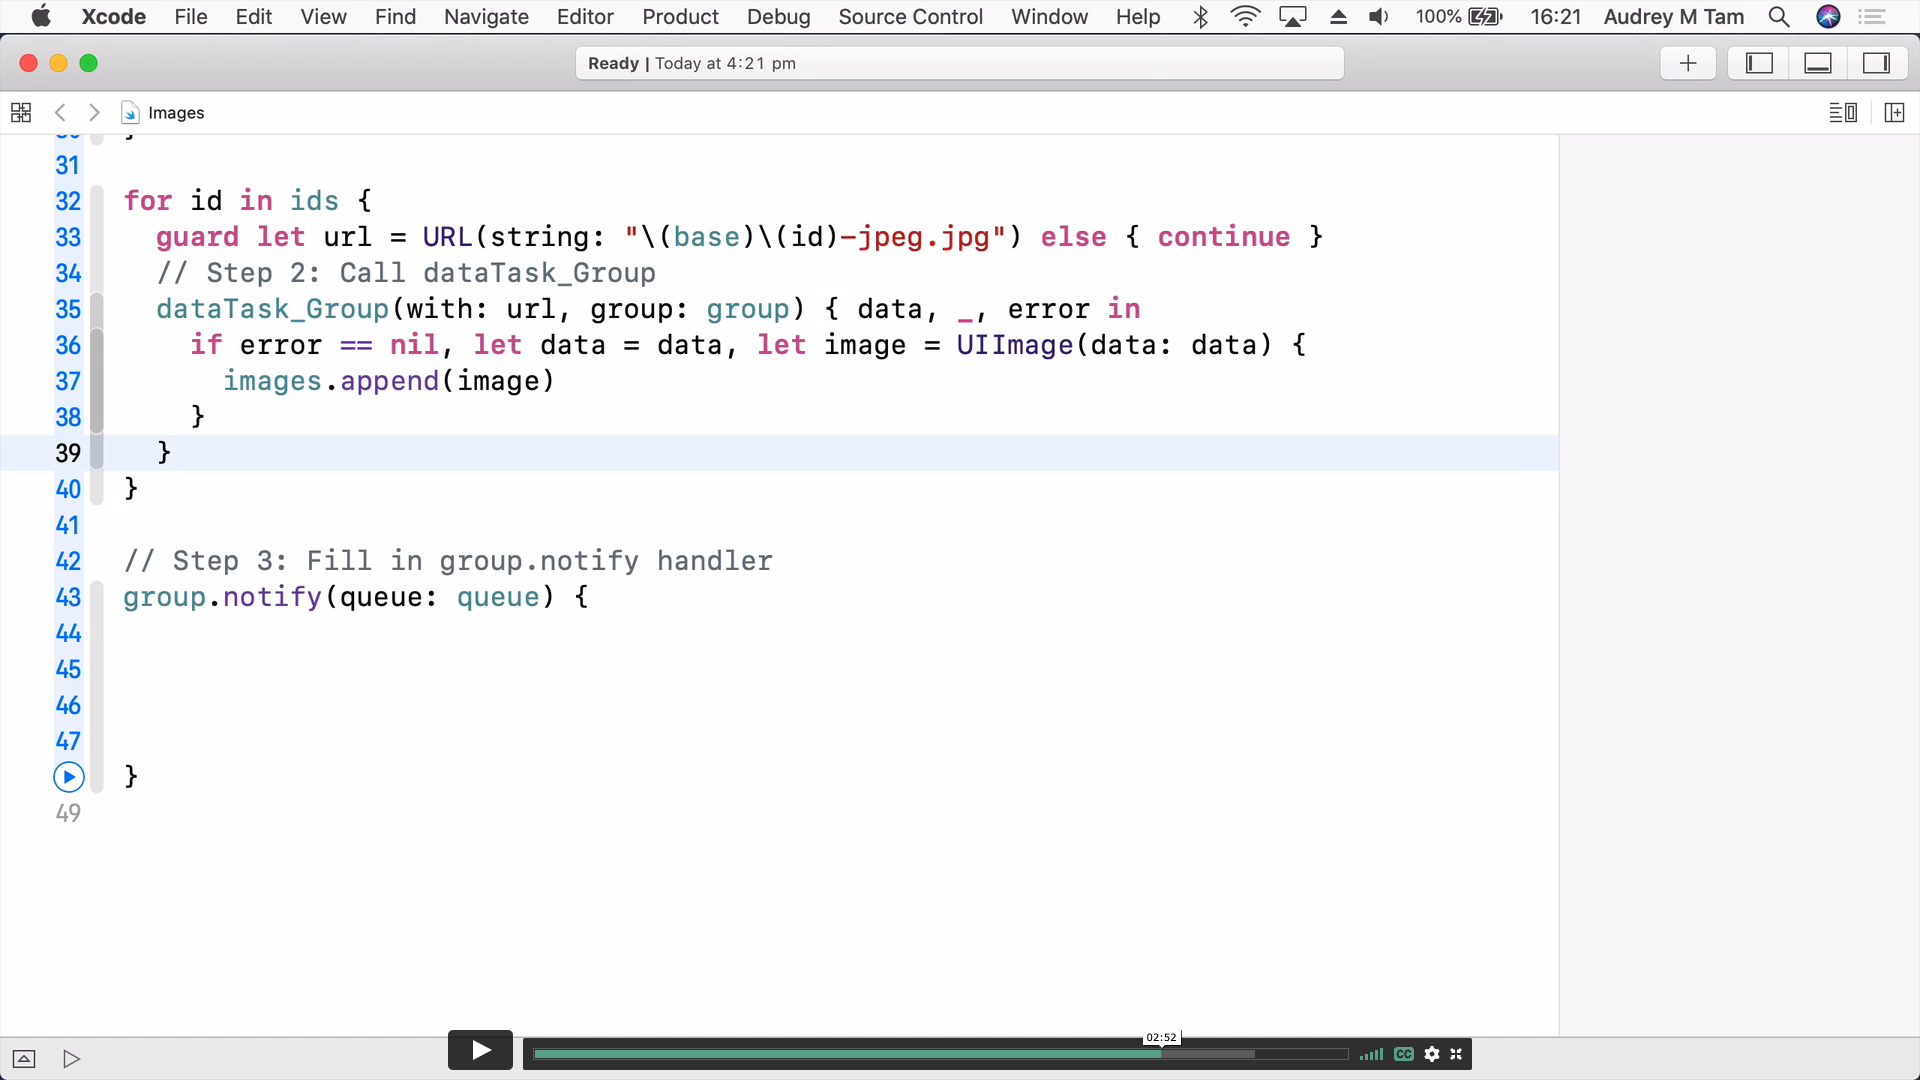 Xcode File Edit View Find Navigate Editor Product Debug Source Control Window Help 100% 16:21 Audrey M Tam
Ready | Today at 4:21 pm
Images
31
32 for id in ids {
33 guard let url = URL(string: "\(base)\(id)-jpeg.jpg") else { continue }
34 // Step 2: Call dataTask_Group
35 dataTask_Group(with: url, group: group) { data, _, error in
36 if error == nil, let data = data, let image = UIImage(data: data) {
37 images.append(image)
38 }
39 }
40 }
41
42 // Step 3: Fill in group.notify handler
43 group.notify(queue: queue) {
44
45
46
47
}
49
02:52
CC